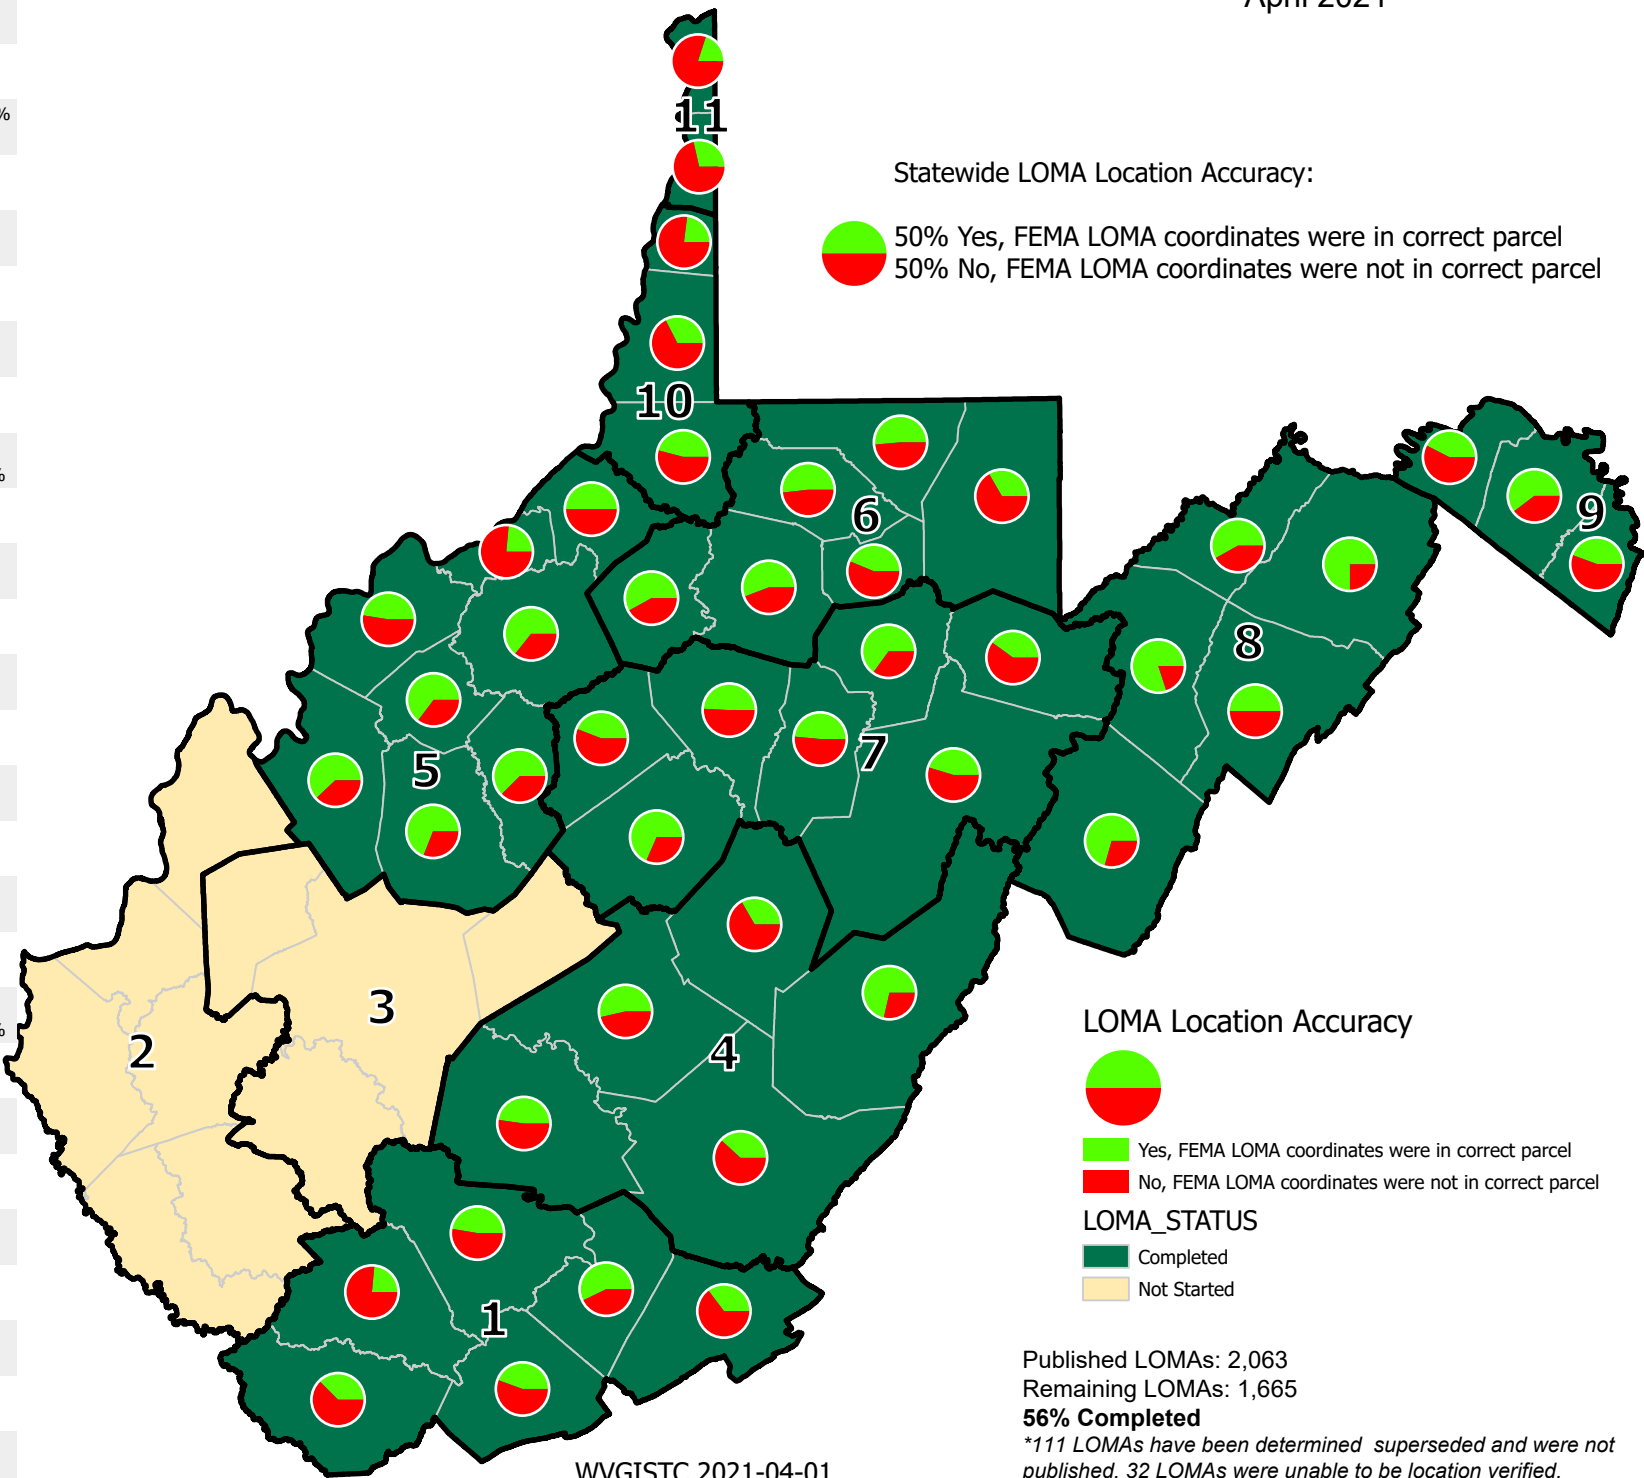 April 2021
%
11
Statewide LOMA Location Accuracy:
50% Yes, FEMA LOMA coordinates were in correct parcel
50% No, FEMA LOMA coordinates were not in correct parcel
10
%
6
9
8
5
7
3
2
%
4
1
LOMA Location Accuracy
Yes, FEMA LOMA coordinates were in correct parcel
No, FEMA LOMA coordinates were not in correct parcel
LOMA_STATUS
Completed
Not Started
Published LOMAs: 2,063
Remaining LOMAs: 1,665
56% Completed
*111 LOMAs have been determined superseded and were not
published. 32 LOMAs were unable to be location verified.
WVGISTC 2021-04-01